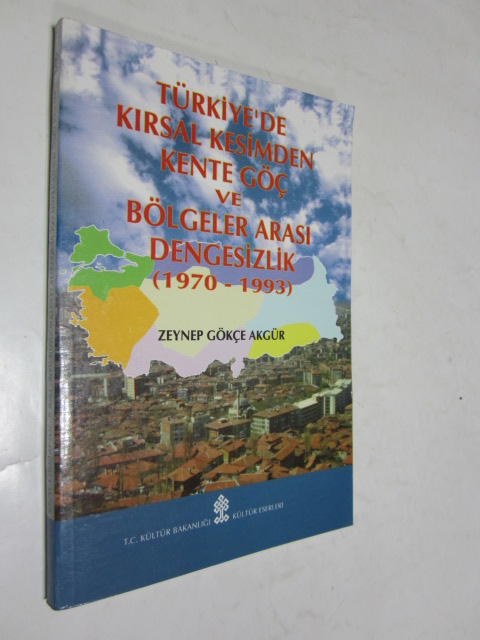 TÜRKİYE'DE
KIRSAL KESİMDEN
KENTE GÖÇ
VE
BÖLGELER ARASI
DENGESİZLİK
(1970 - 1993)
ZEYNEP GÖKÇE AKGÜR
T.C. KÜLTÜR BAKANLIĞI KÜLTÜR ESERLERİ